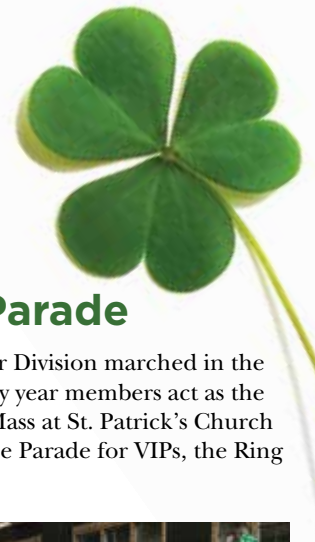 Parade
r Division marched in the
y year members act as the
Mass at St. Patrick's Church
e Parade for VIPs, the Ring